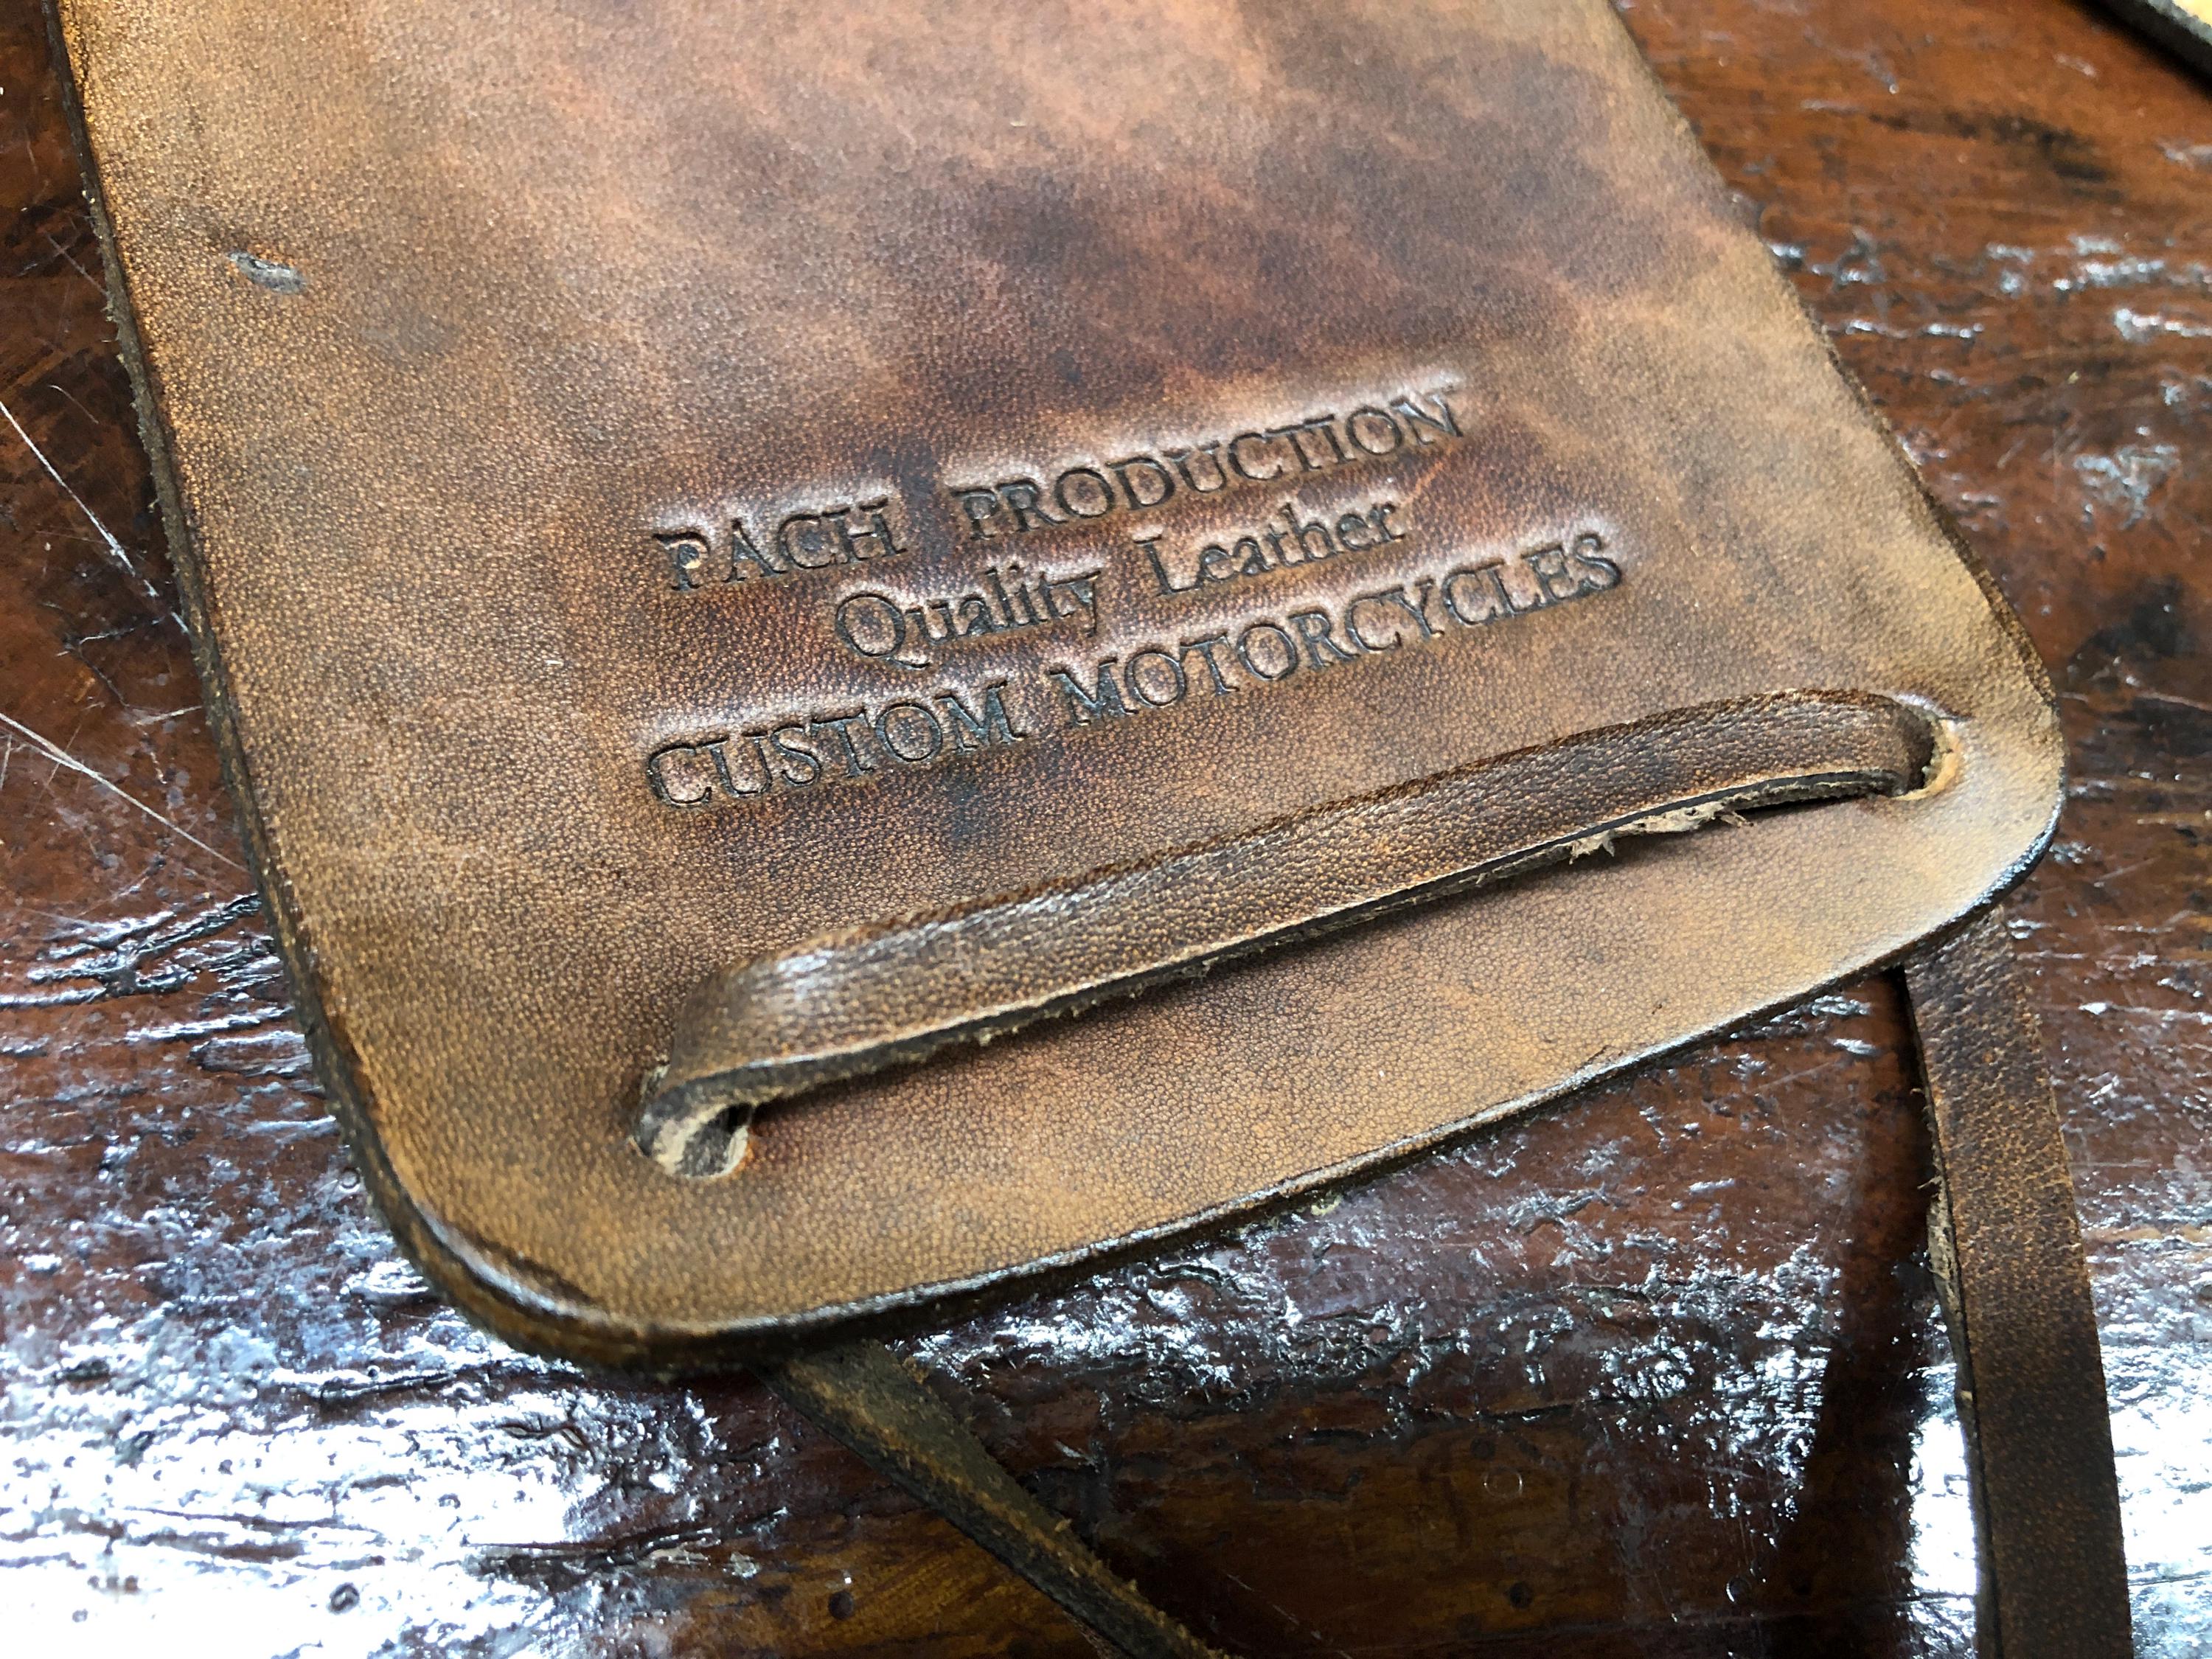 PACH PRODUCTION
Quality Leather
CUSTOM MOTORCYCLES